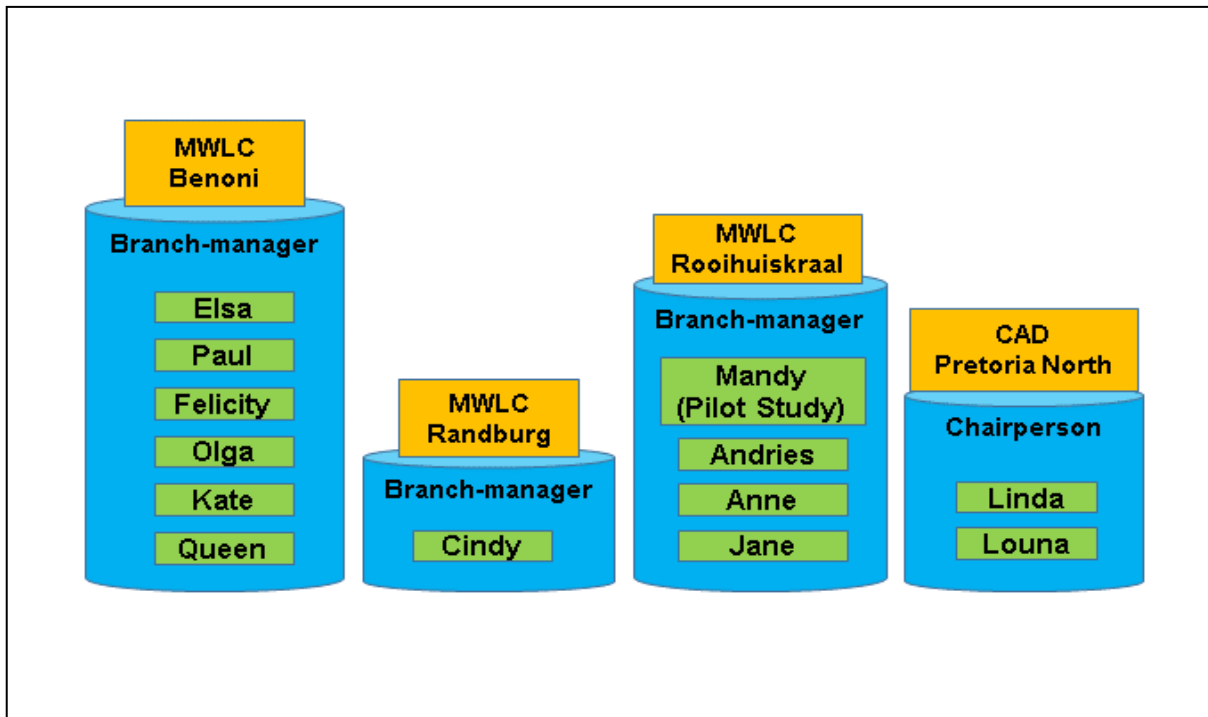 MWLC
Benoni
Branch-manager
Elsa
Paul
Felicity
Olga
Kate
Queen
MWLC
Randburg
Branch-manager
Cindy
MWLC
Rooihuiskraal
Branch-manager
Mandy
(Pilot Study)
Andries
Anne
Jane
CAD
Pretoria North
Chairperson
Linda
Louna